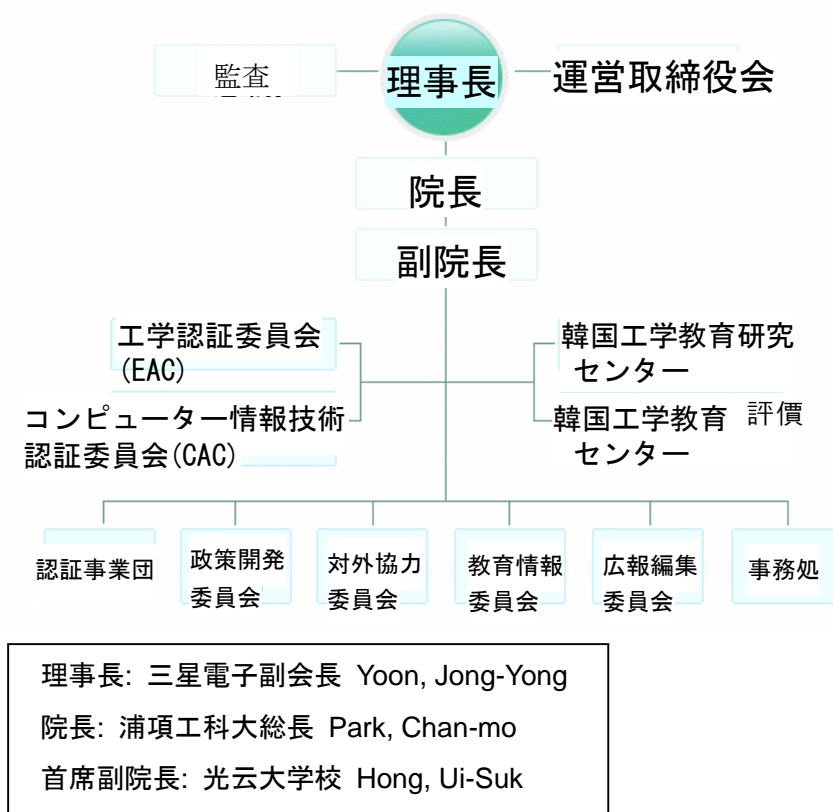 監査
理事長
運営取締役会
院長
副院長
工学認証委員会
(EAC)
韓国工学教育研究
センター
コンピューター情報技術
認証委員会(CAC)
韓国工学教育 評價
センター
認証事業団
政策開発
委員会
対外協力
委員会
教育情報
委員会
広報編集
委員会
事務処
理事長: 三星電子副会長 Yoon, Jong-Yong
院長: 浦項工科大総長 Park, Chan-mo
首席副院長: 光云大学校 Hong, Ui-Suk